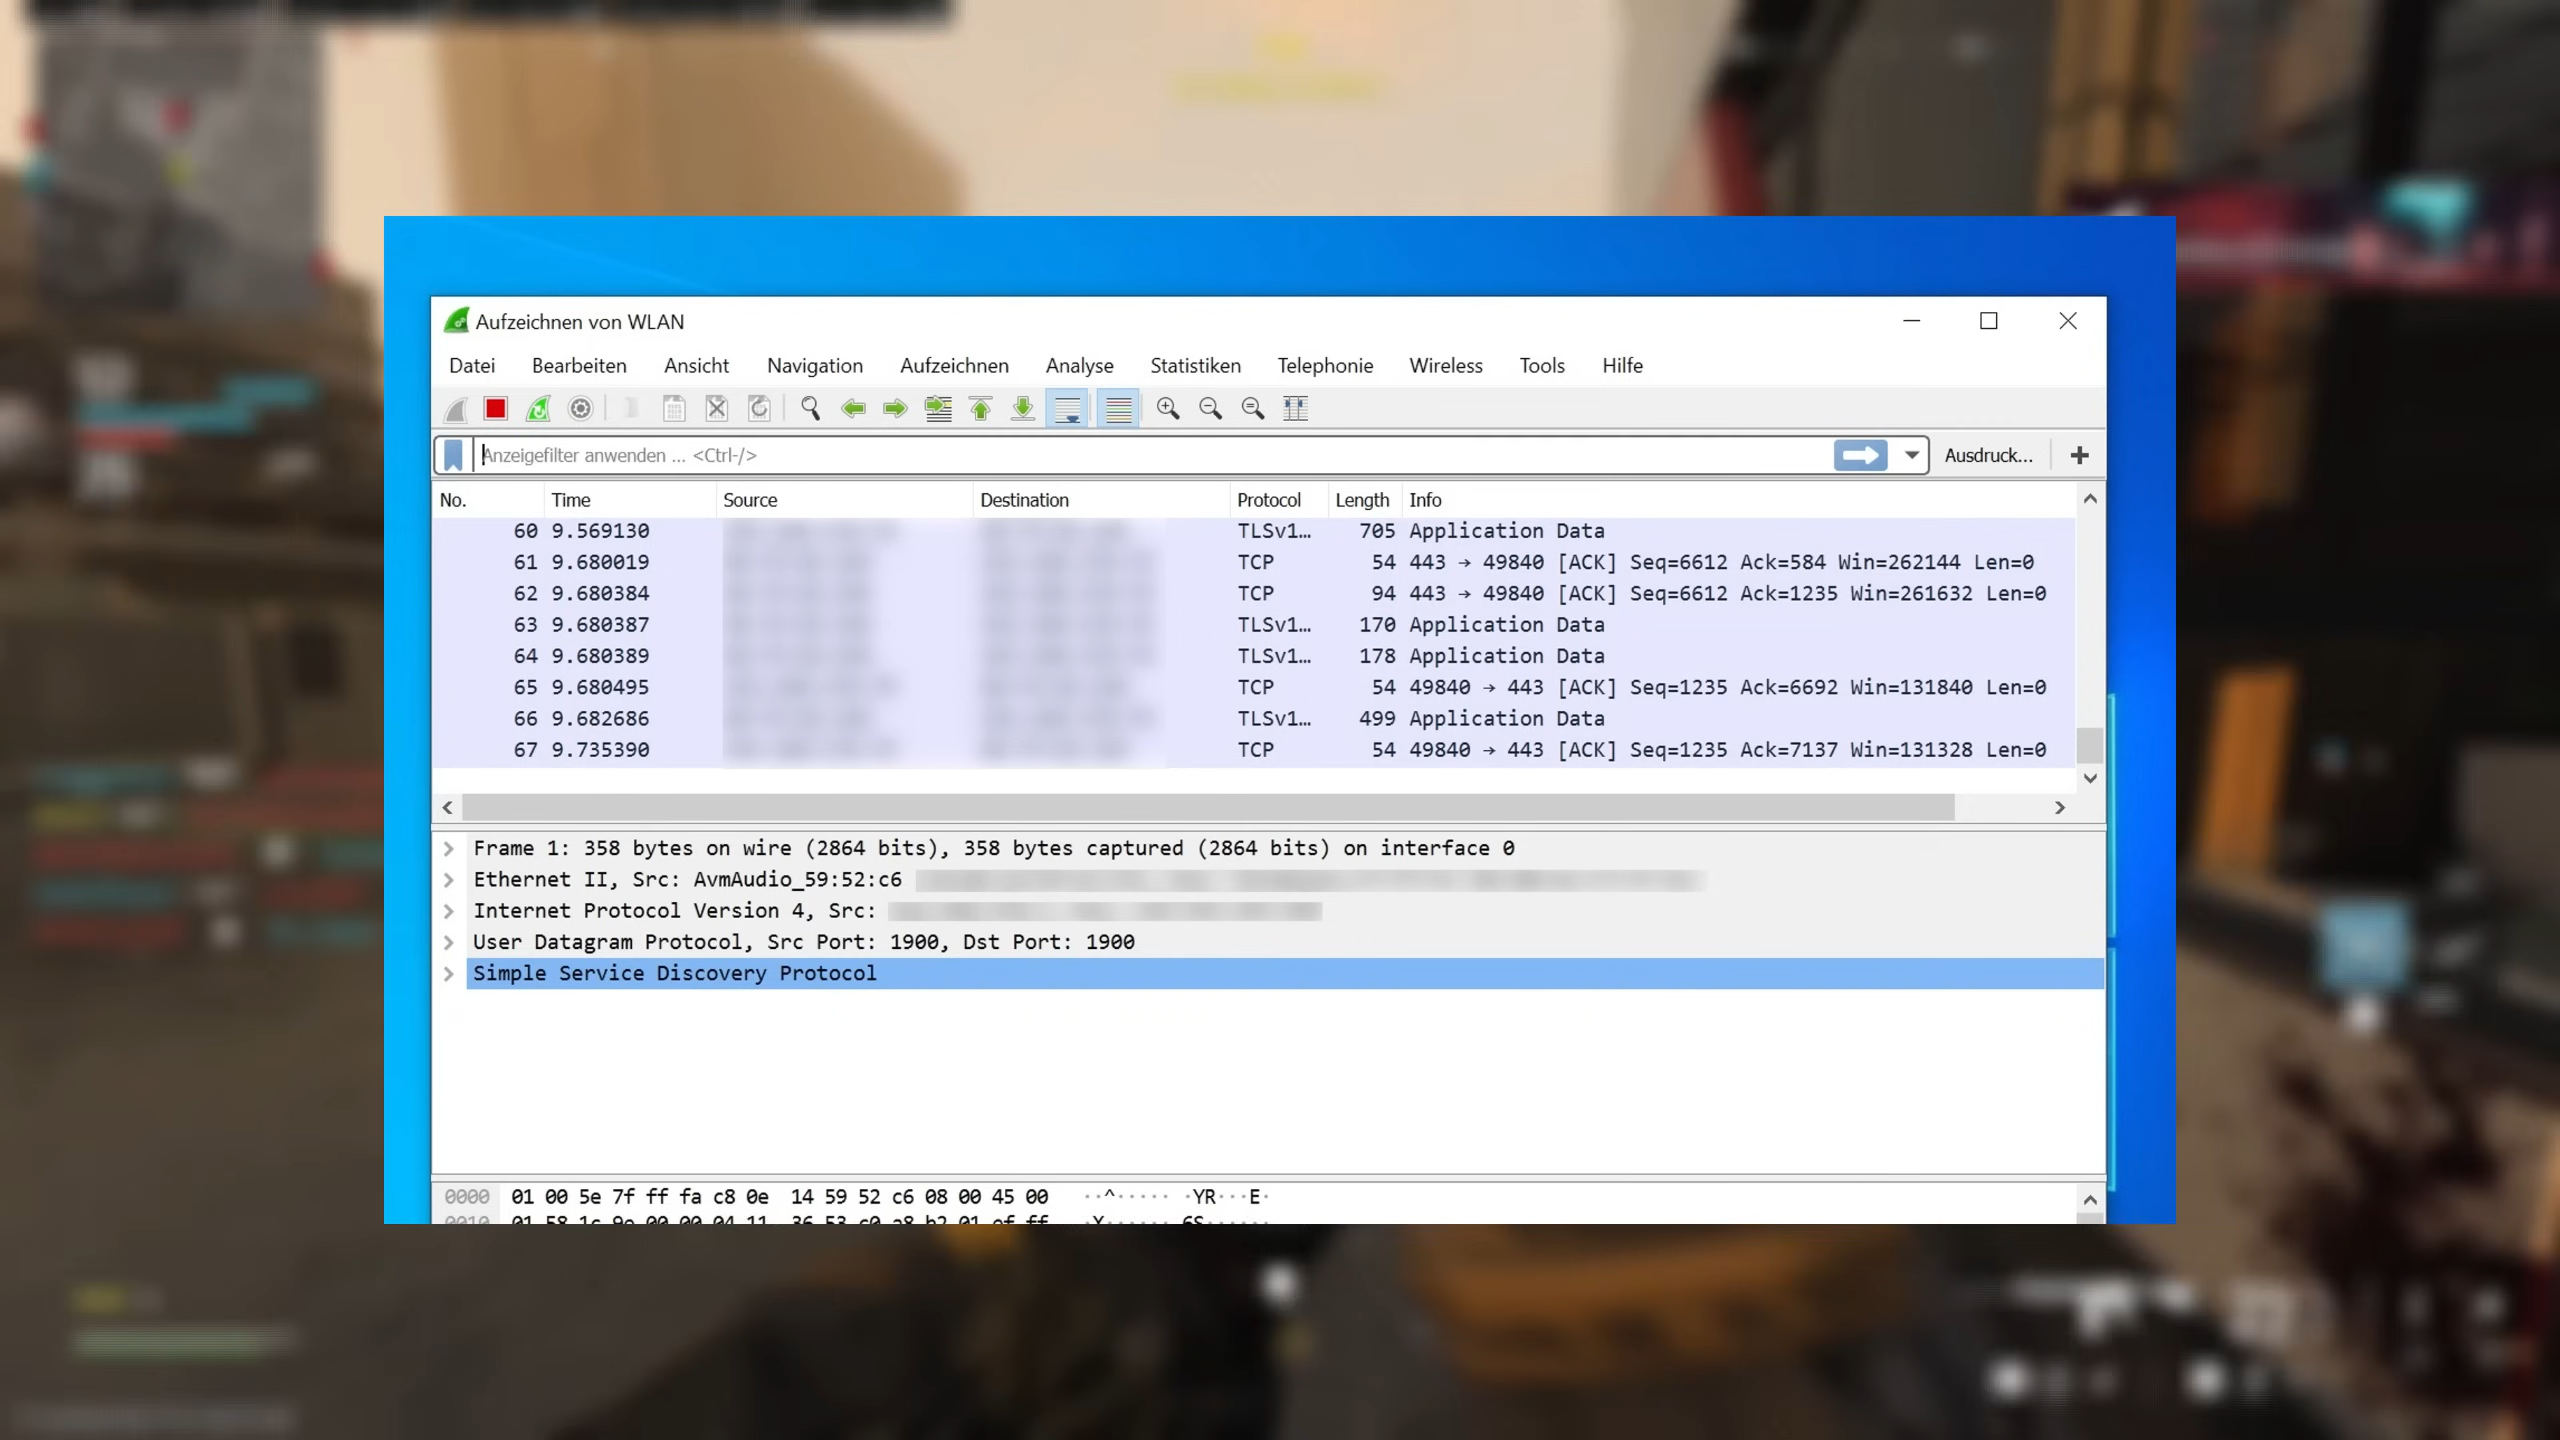 Aufzeichnen von WLAN
Datei Bearbeiten Ansicht Navigation Aufzeichnen Analyse Statistiken Telephonie Wireless Tools Hilfe
Anzeigefilter anwenden ... <Ctrl-/> Ausdruck... +
No. Time Source Destination Protocol Length Info
60 9.569130 TLSv1... 705 Application Data
61 9.680019 TCP 54 443 → 49840 [ACK] Seq=6612 Ack=584 Win=262144 Len=0
62 9.680384 TCP 94 443 → 49840 [ACK] Seq=6612 Ack=1235 Win=261632 Len=0
63 9.680387 TLSv1... 170 Application Data
64 9.680389 TLSv1... 178 Application Data
65 9.680495 TCP 54 49840 → 443 [ACK] Seq=1235 Ack=6692 Win=131840 Len=0
66 9.682686 TLSv1... 499 Application Data
67 9.735390 TCP 54 49840 → 443 [ACK] Seq=1235 Ack=7137 Win=131328 Len=0
Frame 1: 358 bytes on wire (2864 bits), 358 bytes captured (2864 bits) on interface 0
Ethernet II, Src: AvmAudio_59:52:c6
Internet Protocol Version 4, Src:
User Datagram Protocol, Src Port: 1900, Dst Port: 1900
Simple Service Discovery Protocol
0000 01 00 5e 7f ff fa c8 0e 14 59 52 c6 08 00 45 00 ··^····· ·YR···E·